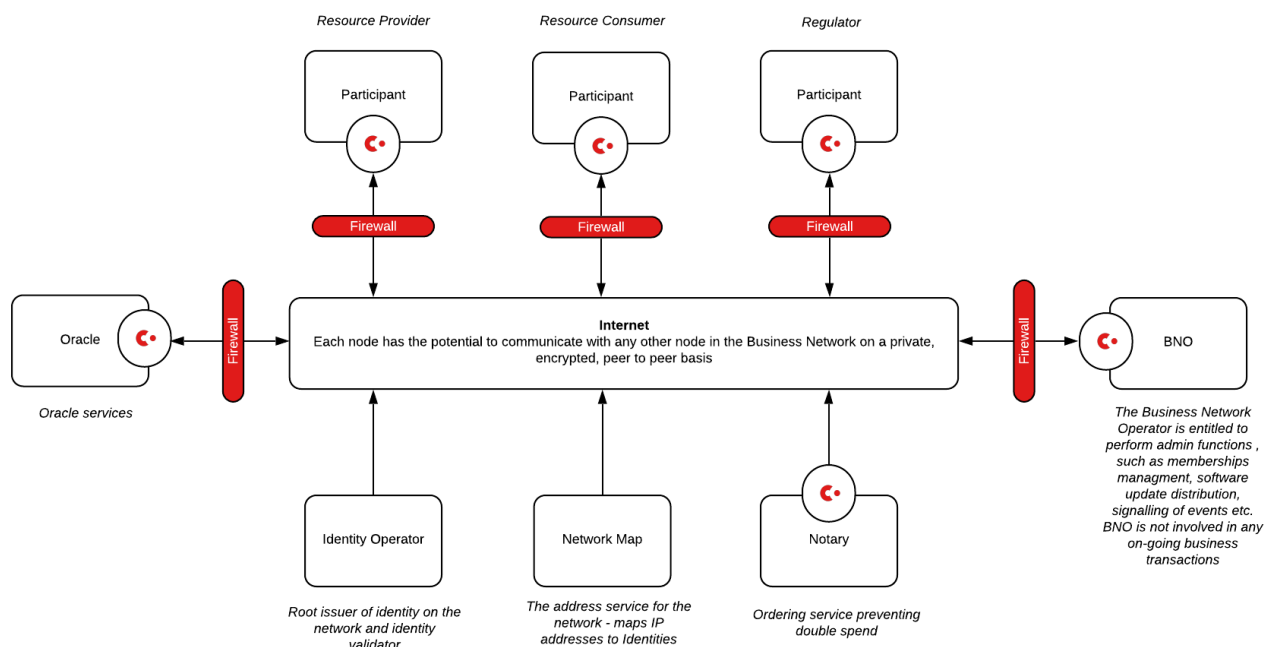 Resource Provider
Resource Consumer
Regulator
Participant
Participant
Participant
Firewall
Firewall
Firewall
Oracle
Oracle services
Firewall
Internet
Each node has the potential to communicate with any other node in the Business Network on a private,
encrypted, peer to peer basis
Firewall
BNO
The Business Network
Operator is entitled to
perform admin functions ,
such as memberships
managment, software
update distribution,
signalling of events etc.
BNO is not involved in any
on-going business
transactions
Identity Operator
Root issuer of identity on the
network and identity
validator
Network Map
The address service for the
network - maps IP
addresses to Identities
Notary
Ordering service preventing
double spend